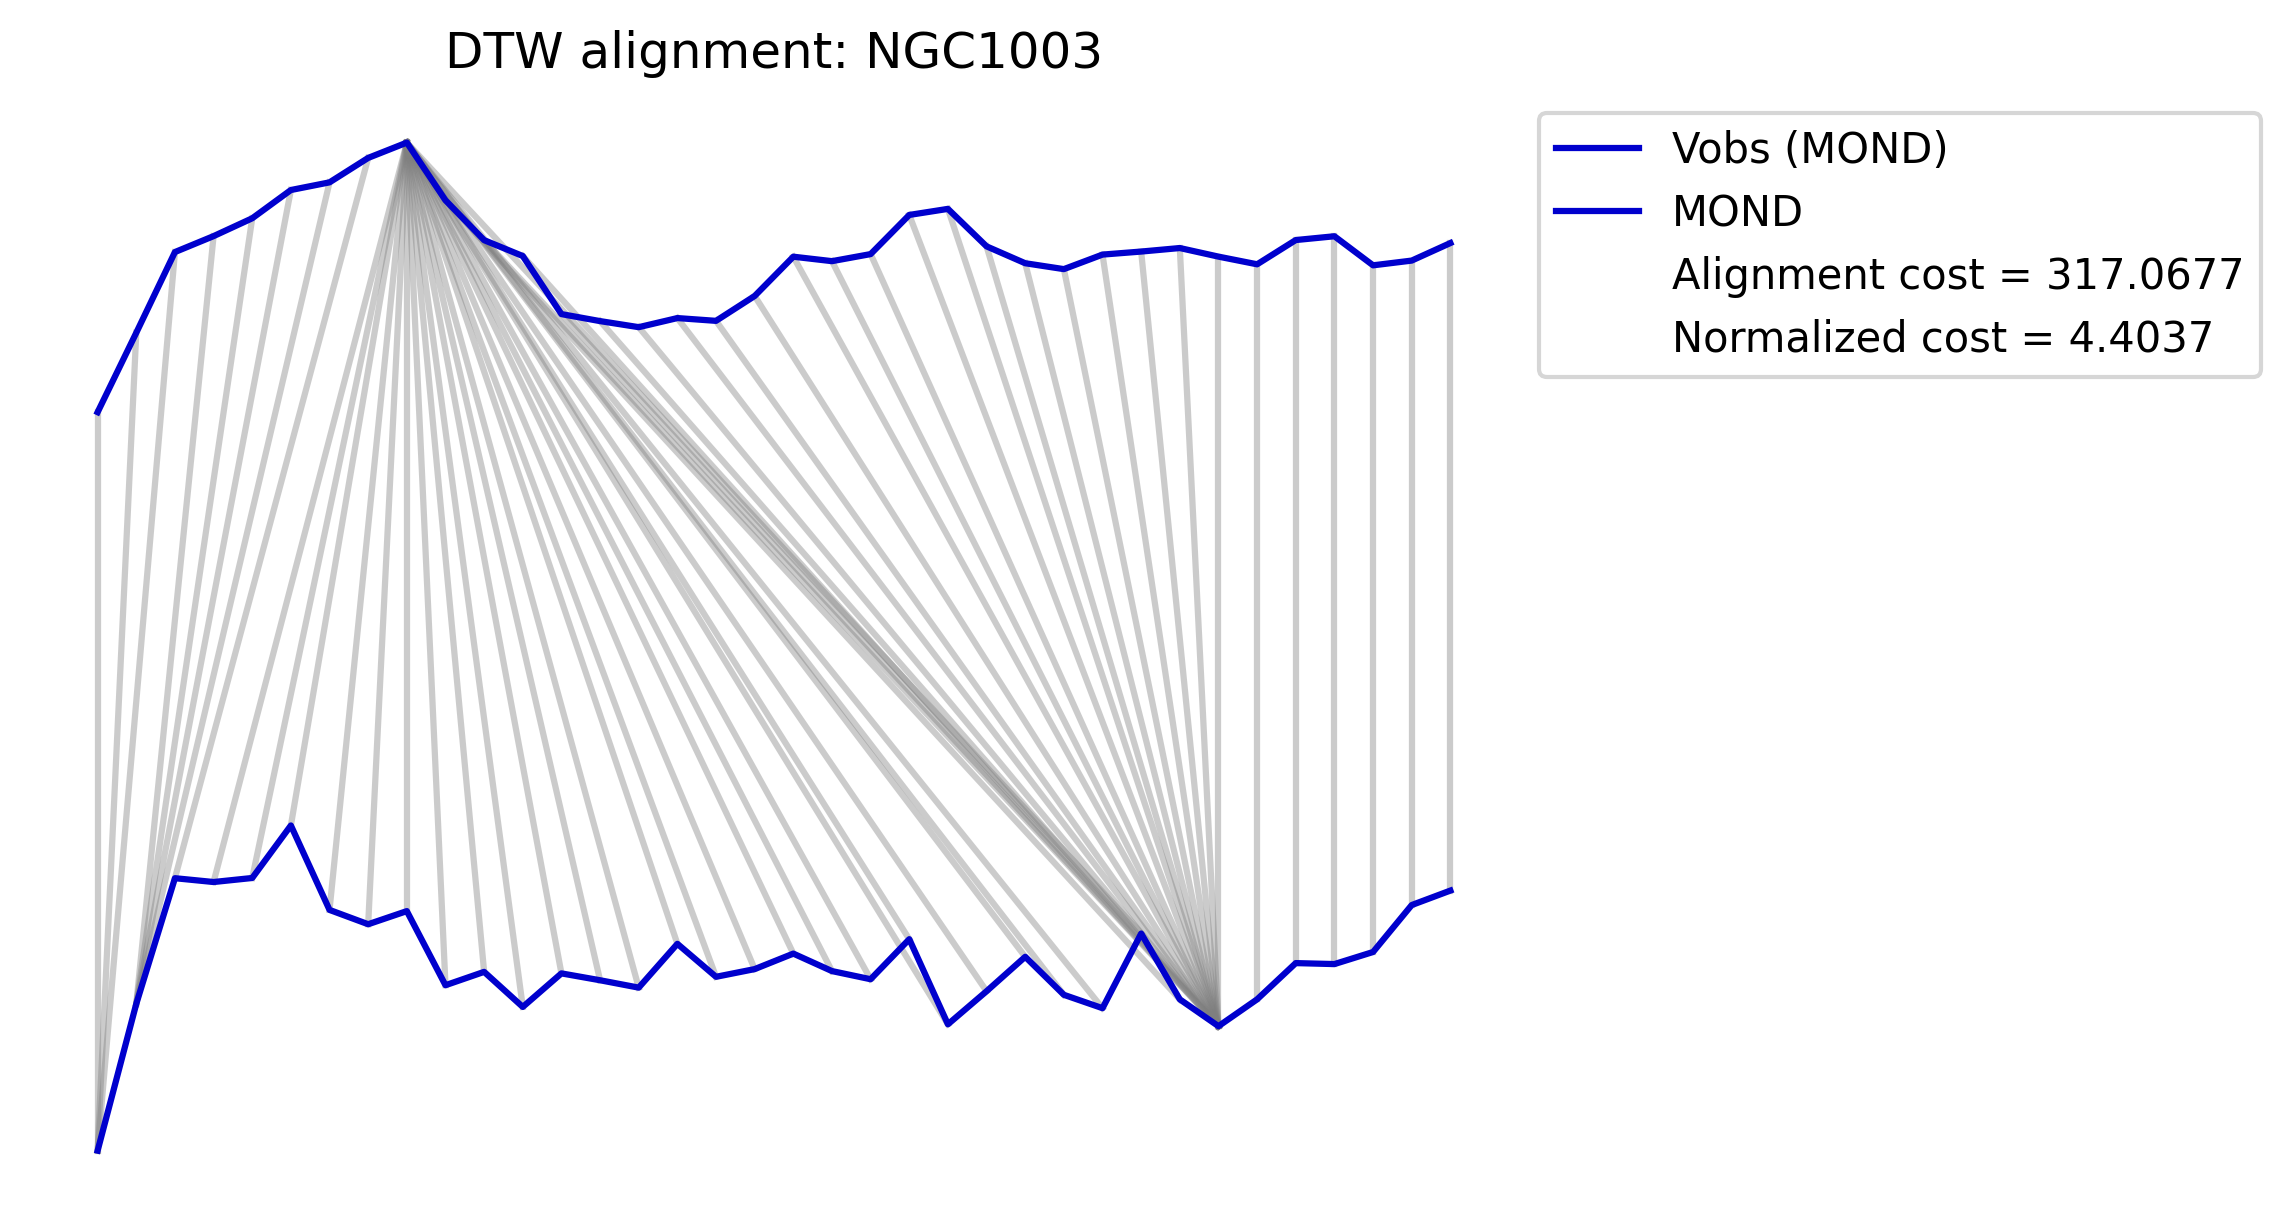 DTW alignment: NGC1003
Vobs (MOND)
MOND
Alignment cost = 317.0677
Normalized cost = 4.4037